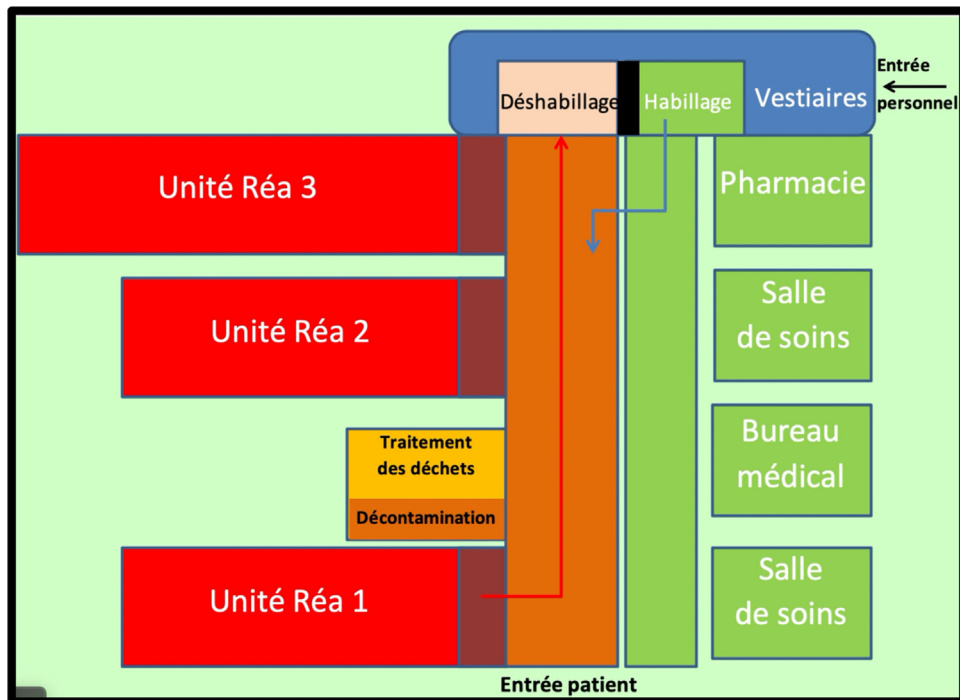 Entrée
personnel
Déshabillage
Habillage
Vestiaires
Unité Réa 3
Pharmacie
Unité Réa 2
Salle
de soins
Traitement
des déchets
Décontamination
Bureau
médical
Unité Réa 1
Salle
de soins
Entrée patient